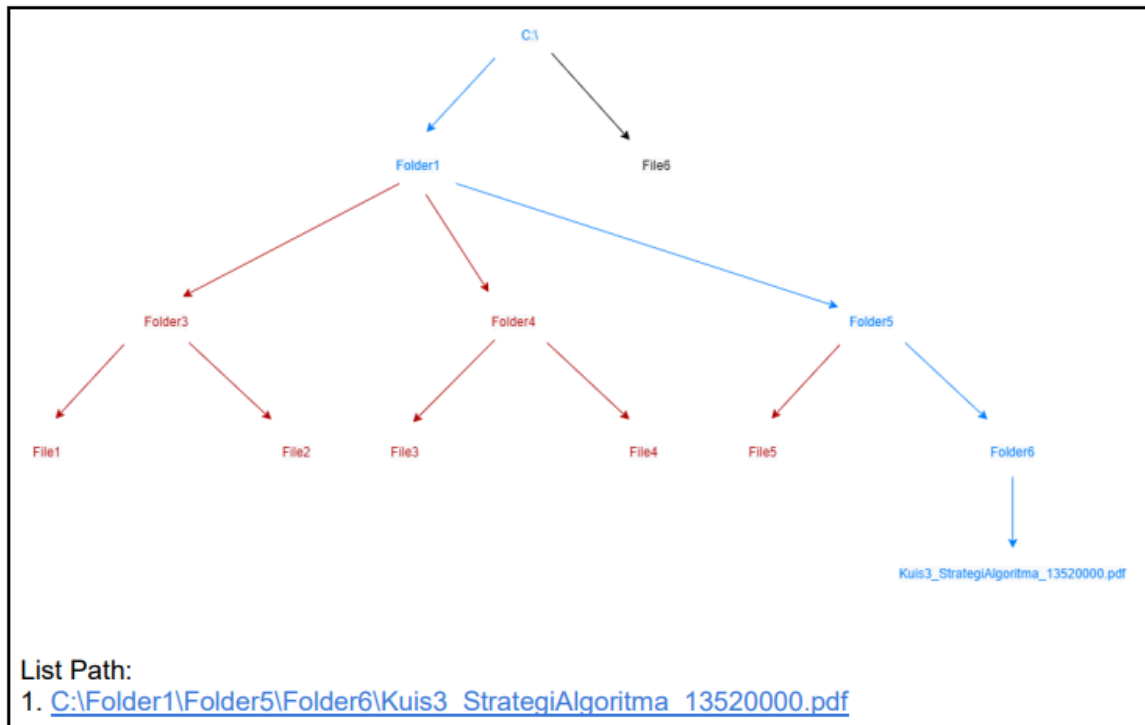 C:\
Folder1 File6
Folder3 Folder4 Folder5
File1 File2 File3 File4 File5 Folder6
Kuis3_StrategiAlgoritma_13520000.pdf
List Path:
1. C:\Folder1\Folder5\Folder6\Kuis3_StrategiAlgoritma_13520000.pdf